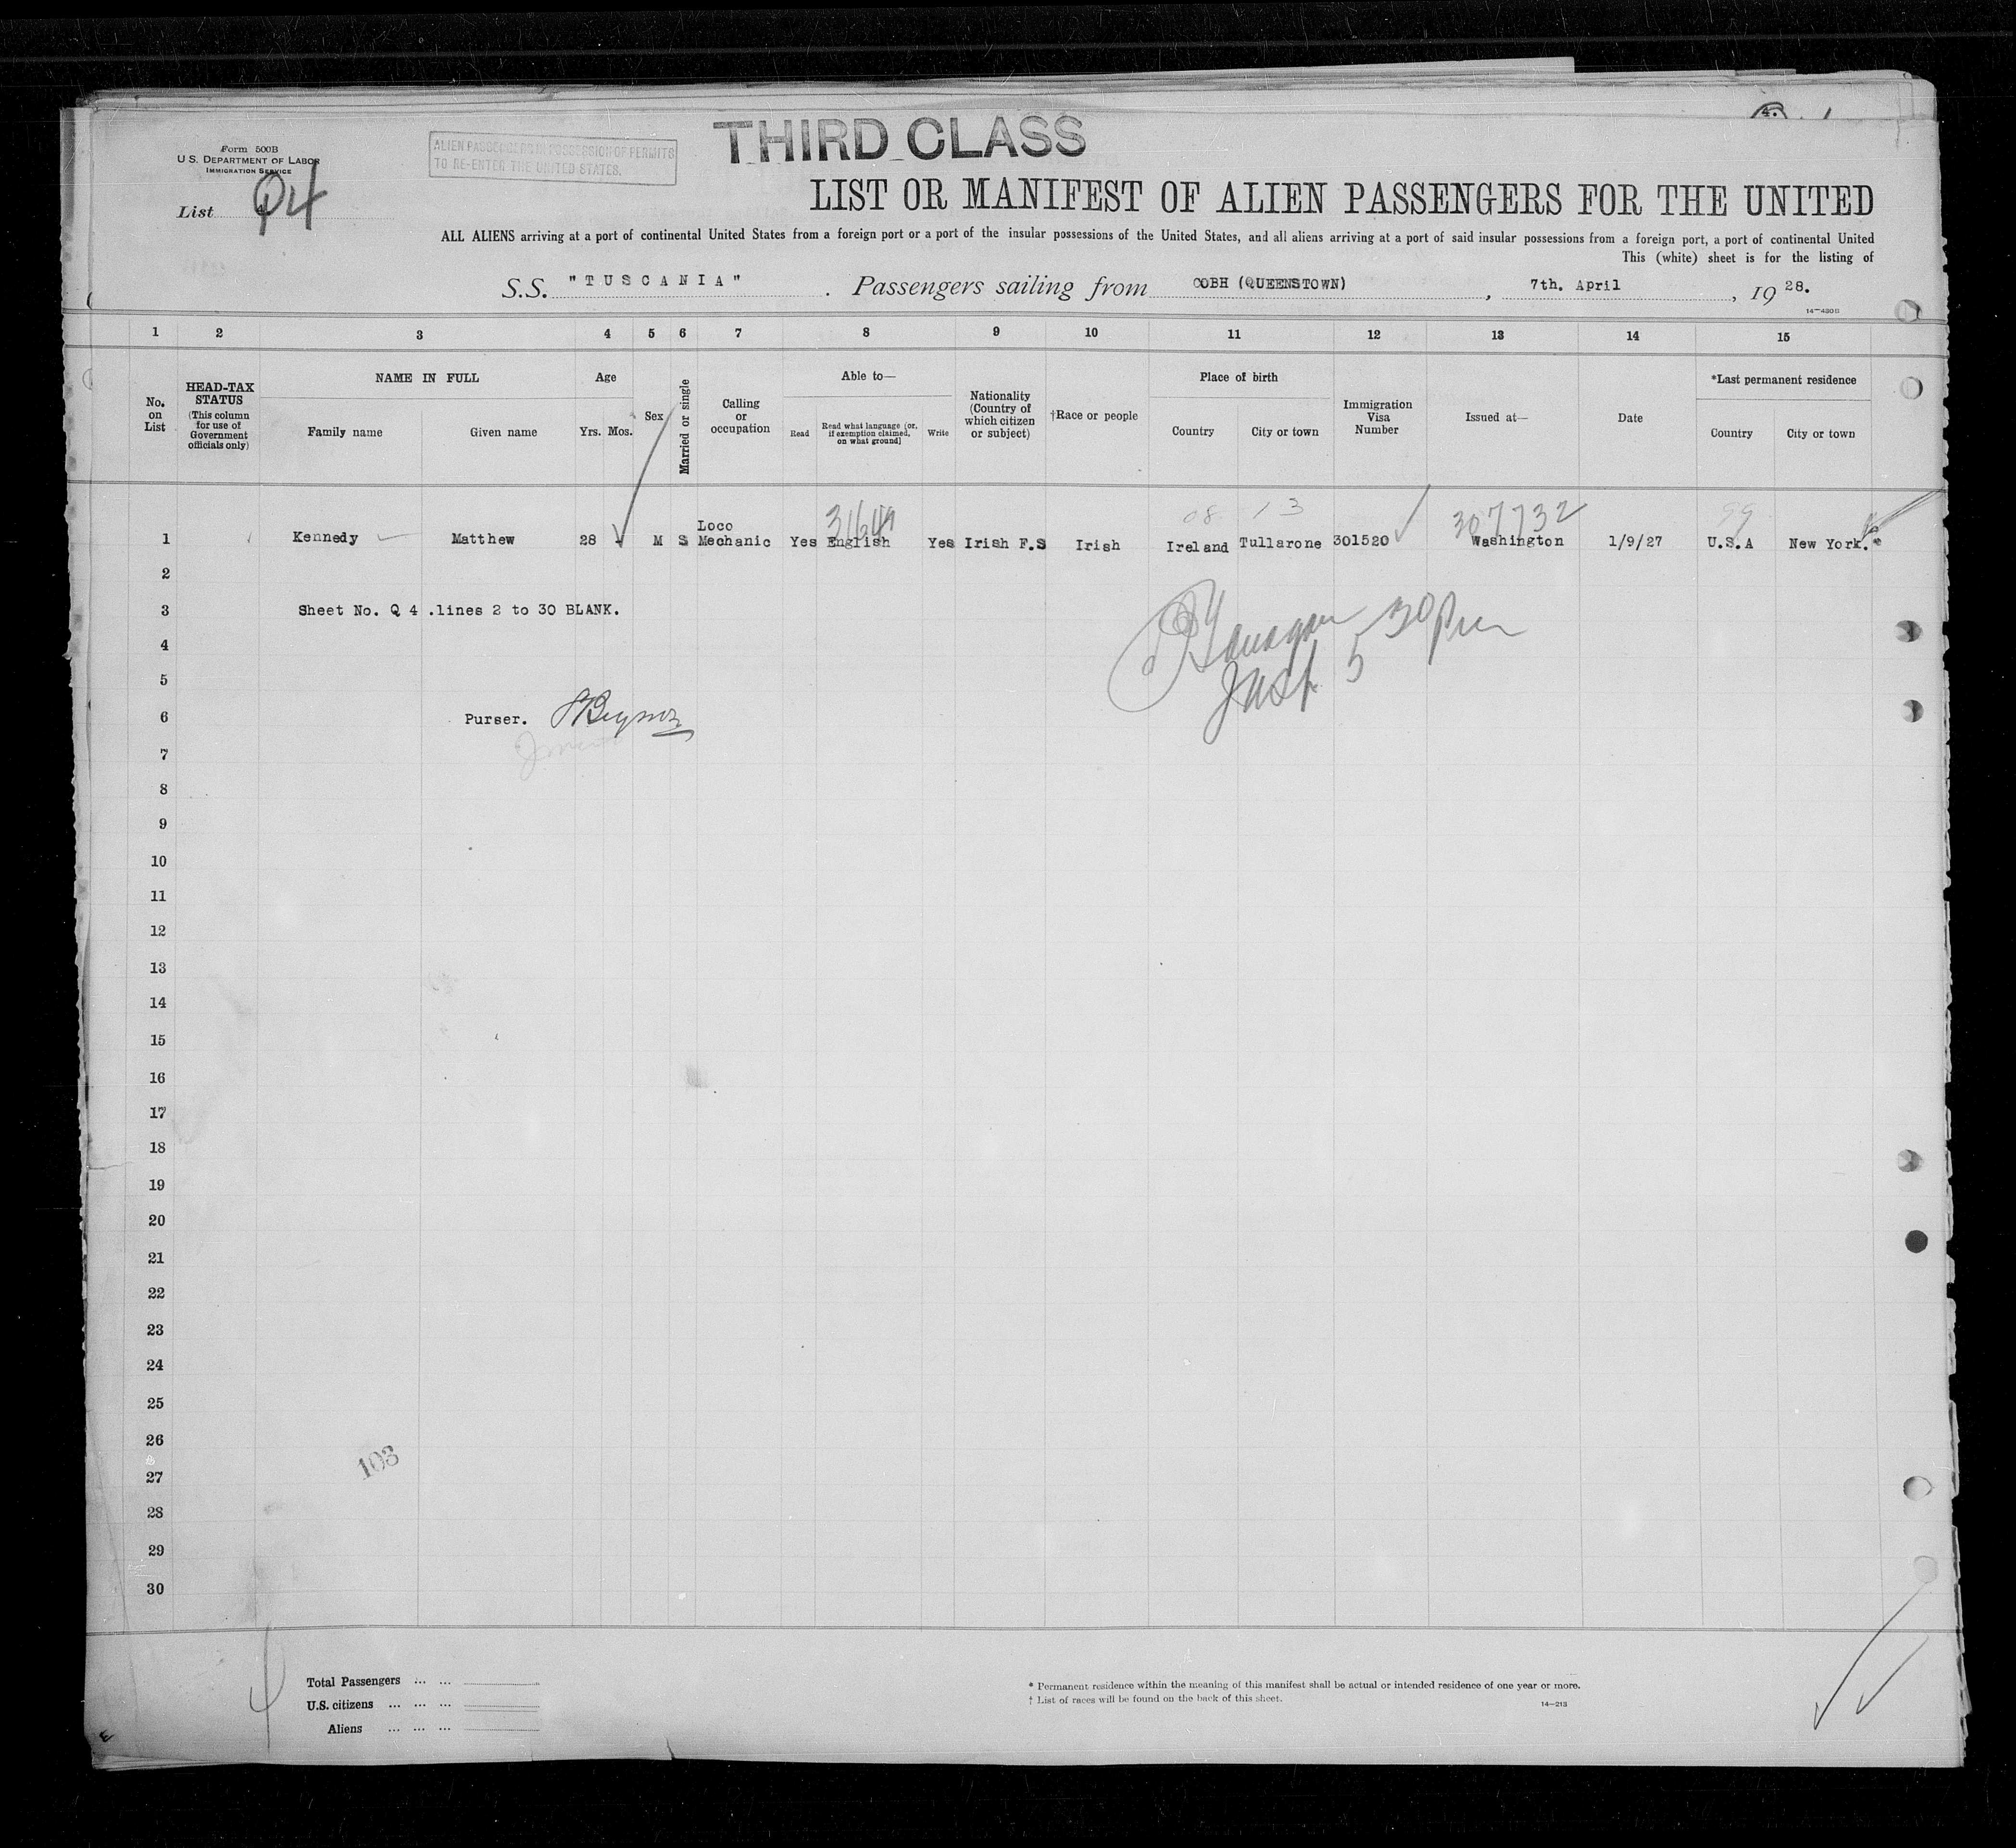 THIRD CLASS
Form 500B
U.S. DEPARTMENT OF LABOR
IMMIGRATION SERVICE
ALIEN PASSENGERS IN POSSESSION OF PERMITS
TO RE-ENTER THE UNITED STATES.
List Q4
LIST OR MANIFEST OF ALIEN PASSENGERS FOR THE UNITED
ALL ALIENS arriving at a port of continental United States from a foreign port or a port of the insular possessions of the United States, and all aliens arriving at a port of said insular possessions from a foreign port, a port of continental United
This (white) sheet is for the listing of
S.S. "TUSCANIA" . Passengers sailing from COBH (QUEENSTOWN) , 7th. April , 19 28.
14-430B
1 2 3 4 5 6 7 8 9 10 11 12 13 14 15
No. on List
HEAD-TAX STATUS (This column for use of Government officials only)
NAME IN FULL
Family name Given name
Age
Yrs. Mos.
Sex
Married or single
Calling or occupation
Able to—
Read Read what language [or, if exemption claimed, on what ground] Write
Nationality (Country of which citizen or subject)
†Race or people
Place of birth
Country City or town
Immigration Visa Number
Issued at—
Date
*Last permanent residence
Country City or town
08 13 307732 99
1 Kennedy Matthew 28 - M S Loco Mechanic Yes English Yes Irish F.S Irish Ireland Tullarone 301520 Washington 1/9/27 U.S.A New York.
2
3 Sheet No. Q 4 .lines 2 to 30 BLANK.
4
5
6 Purser.
7
8
9
10
11
12
13
14
15
16
17
18
19
20
21
22
23
24
25
26
103
27
28
29
30
Total Passengers ... ...
U.S. citizens ... ... ...
Aliens ... ... ...
* Permanent residence within the meaning of this manifest shall be actual or intended residence of one year or more.
† List of races will be found on the back of this sheet.
14-213